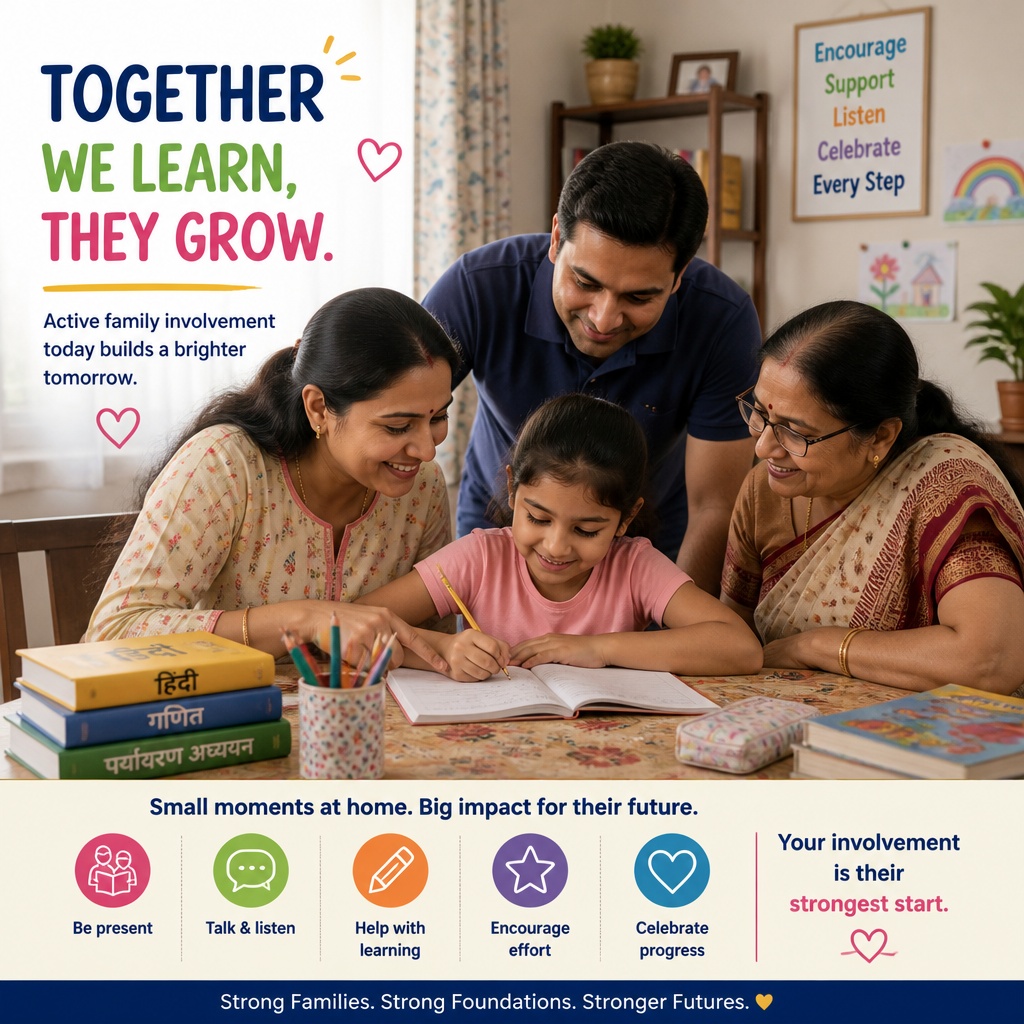 TOGETHER
WE LEARN,
THEY GROW.
Active family involvement
today builds a brighter
tomorrow.
Encourage
Support
Listen
Celebrate
Every Step
हिंदी
गणित
पर्यावरण अध्ययन
Small moments at home. Big impact for their future.
Be present
Talk & listen
Help with
learning
Encourage
effort
Celebrate
progress
Your involvement
is their
strongest start.
Strong Families. Strong Foundations. Stronger Futures.